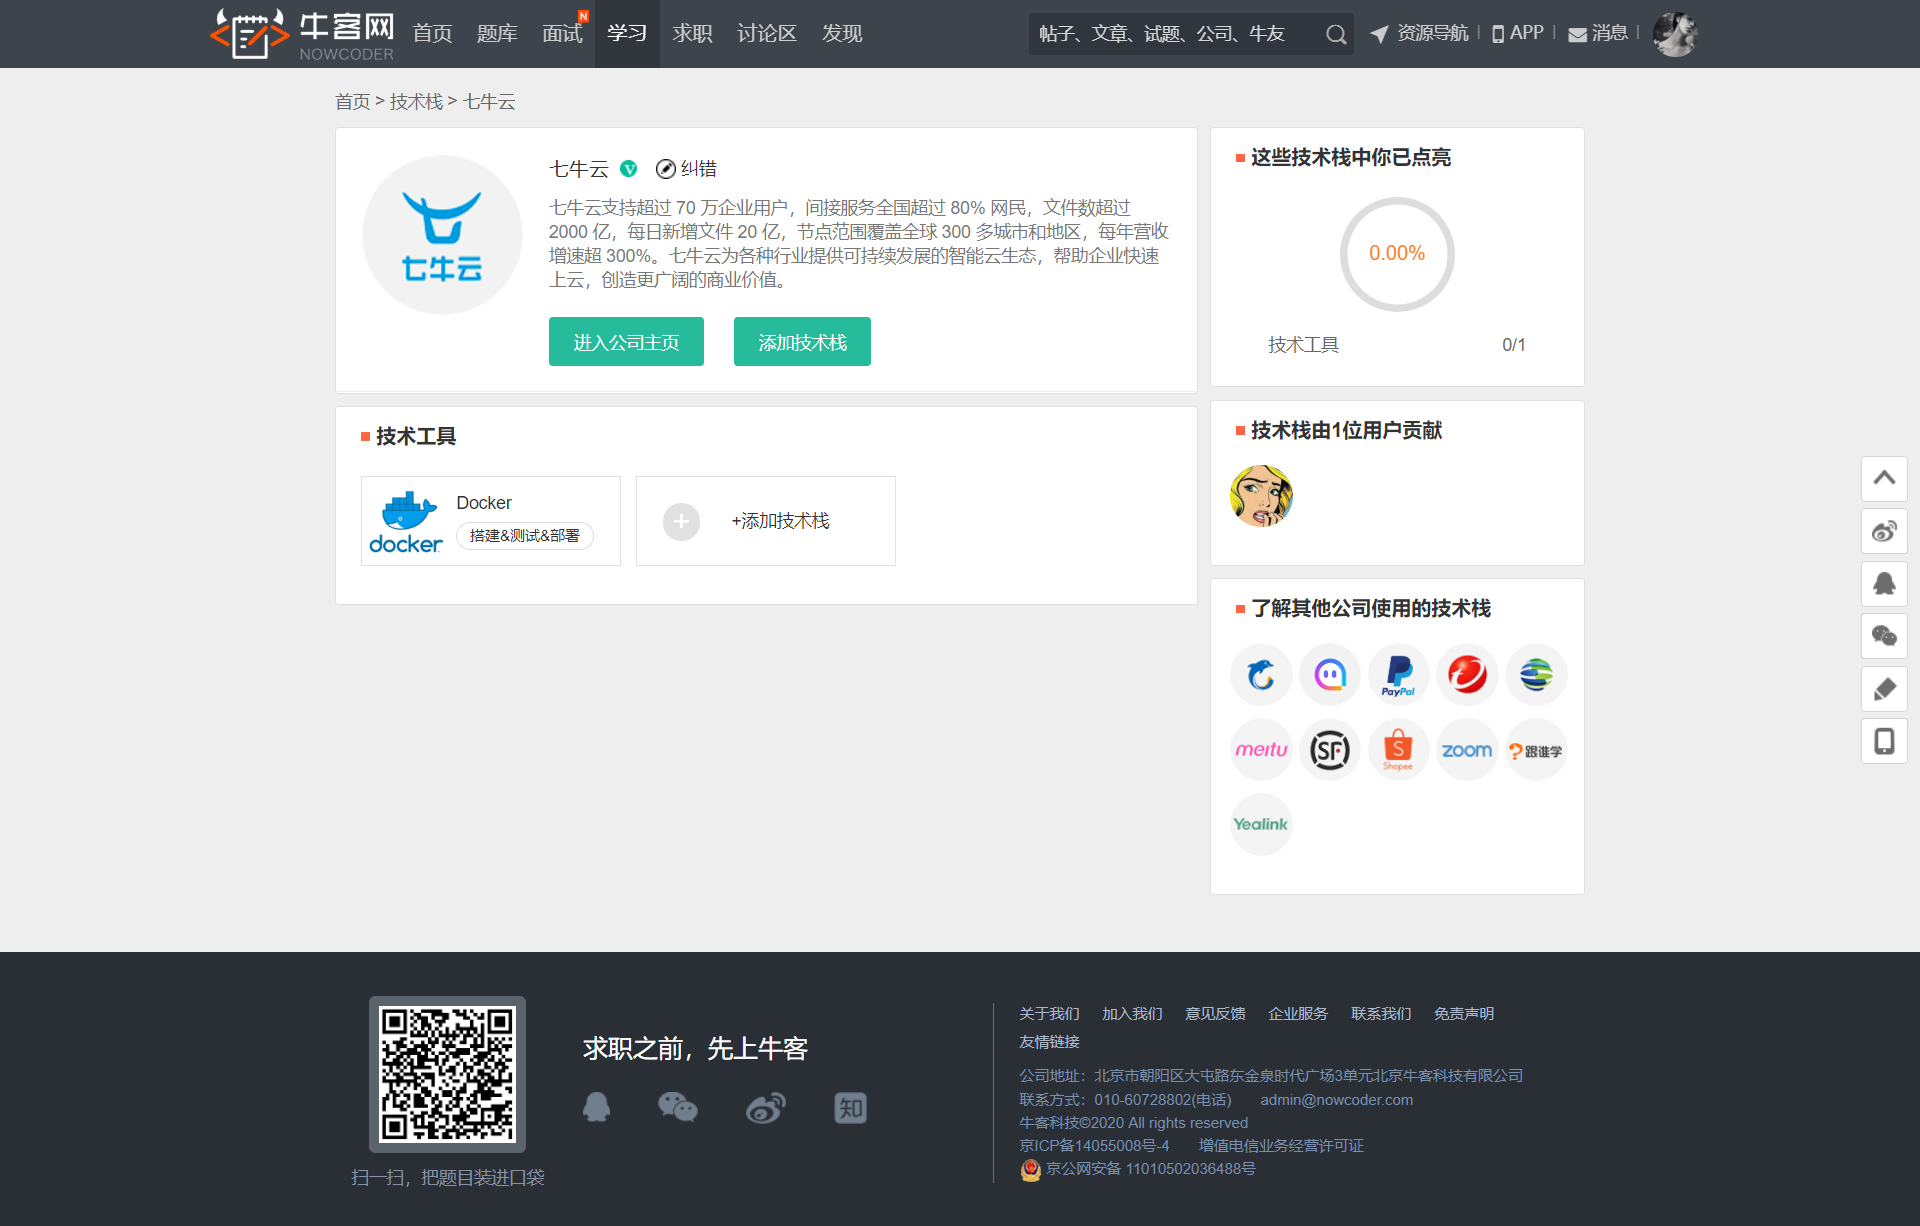 牛客网 NOWCODER 首页 题库 面试 N 学习 求职 讨论区 发现 帖子、文章、试题、公司、牛友 资源导航 APP 消息
首页 > 技术栈 > 七牛云
七牛云
七牛云 V 纠错
七牛云支持超过 70 万企业用户，间接服务全国超过 80% 网民，文件数超过
2000 亿，每日新增文件 20 亿，节点范围覆盖全球 300 多城市和地区，每年营收
增速超 300%。七牛云为各种行业提供可持续发展的智能云生态，帮助企业快速
上云，创造更广阔的商业价值。
进入公司主页 添加技术栈
技术工具
docker
Docker
搭建&测试&部署
+添加技术栈
这些技术栈中你已点亮
0.00%
技术工具 0/1
技术栈由1位用户贡献
了解其他公司使用的技术栈
PayPal
meitu SF S Shopee zoom 跟谁学
Yealink
扫一扫，把题目装进口袋
求职之前，先上牛客
知
关于我们 加入我们 意见反馈 企业服务 联系我们 免责声明
友情链接
公司地址：北京市朝阳区大屯路东金泉时代广场3单元北京牛客科技有限公司
联系方式：010-60728802(电话) admin@nowcoder.com
牛客科技©2020 All rights reserved
京ICP备14055008号-4 增值电信业务经营许可证
京公网安备 11010502036488号